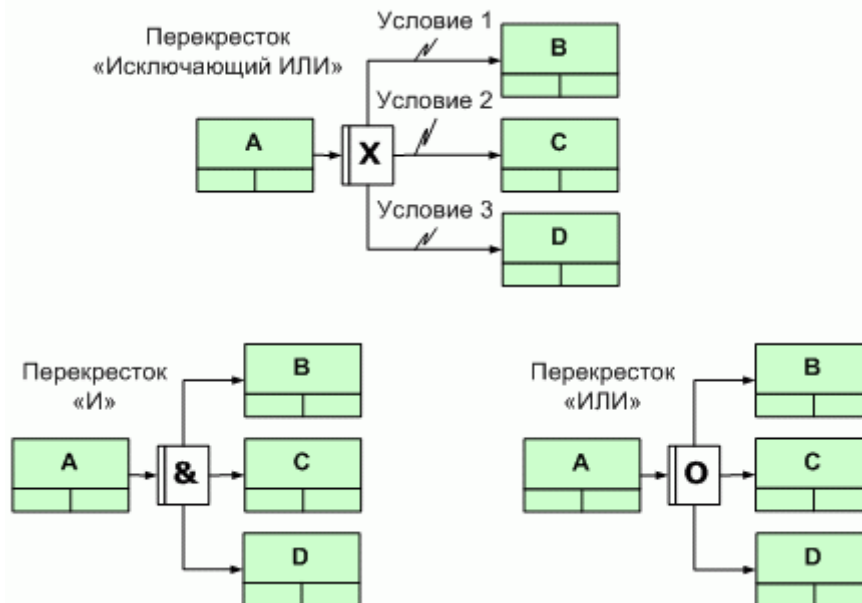 Перекресток
«Исключающий ИЛИ»
Условие 1
B
Условие 2
A
X
C
Условие 3
D
Перекресток
«И»
B
A
&
C
D
Перекресток
«ИЛИ»
B
A
O
C
D